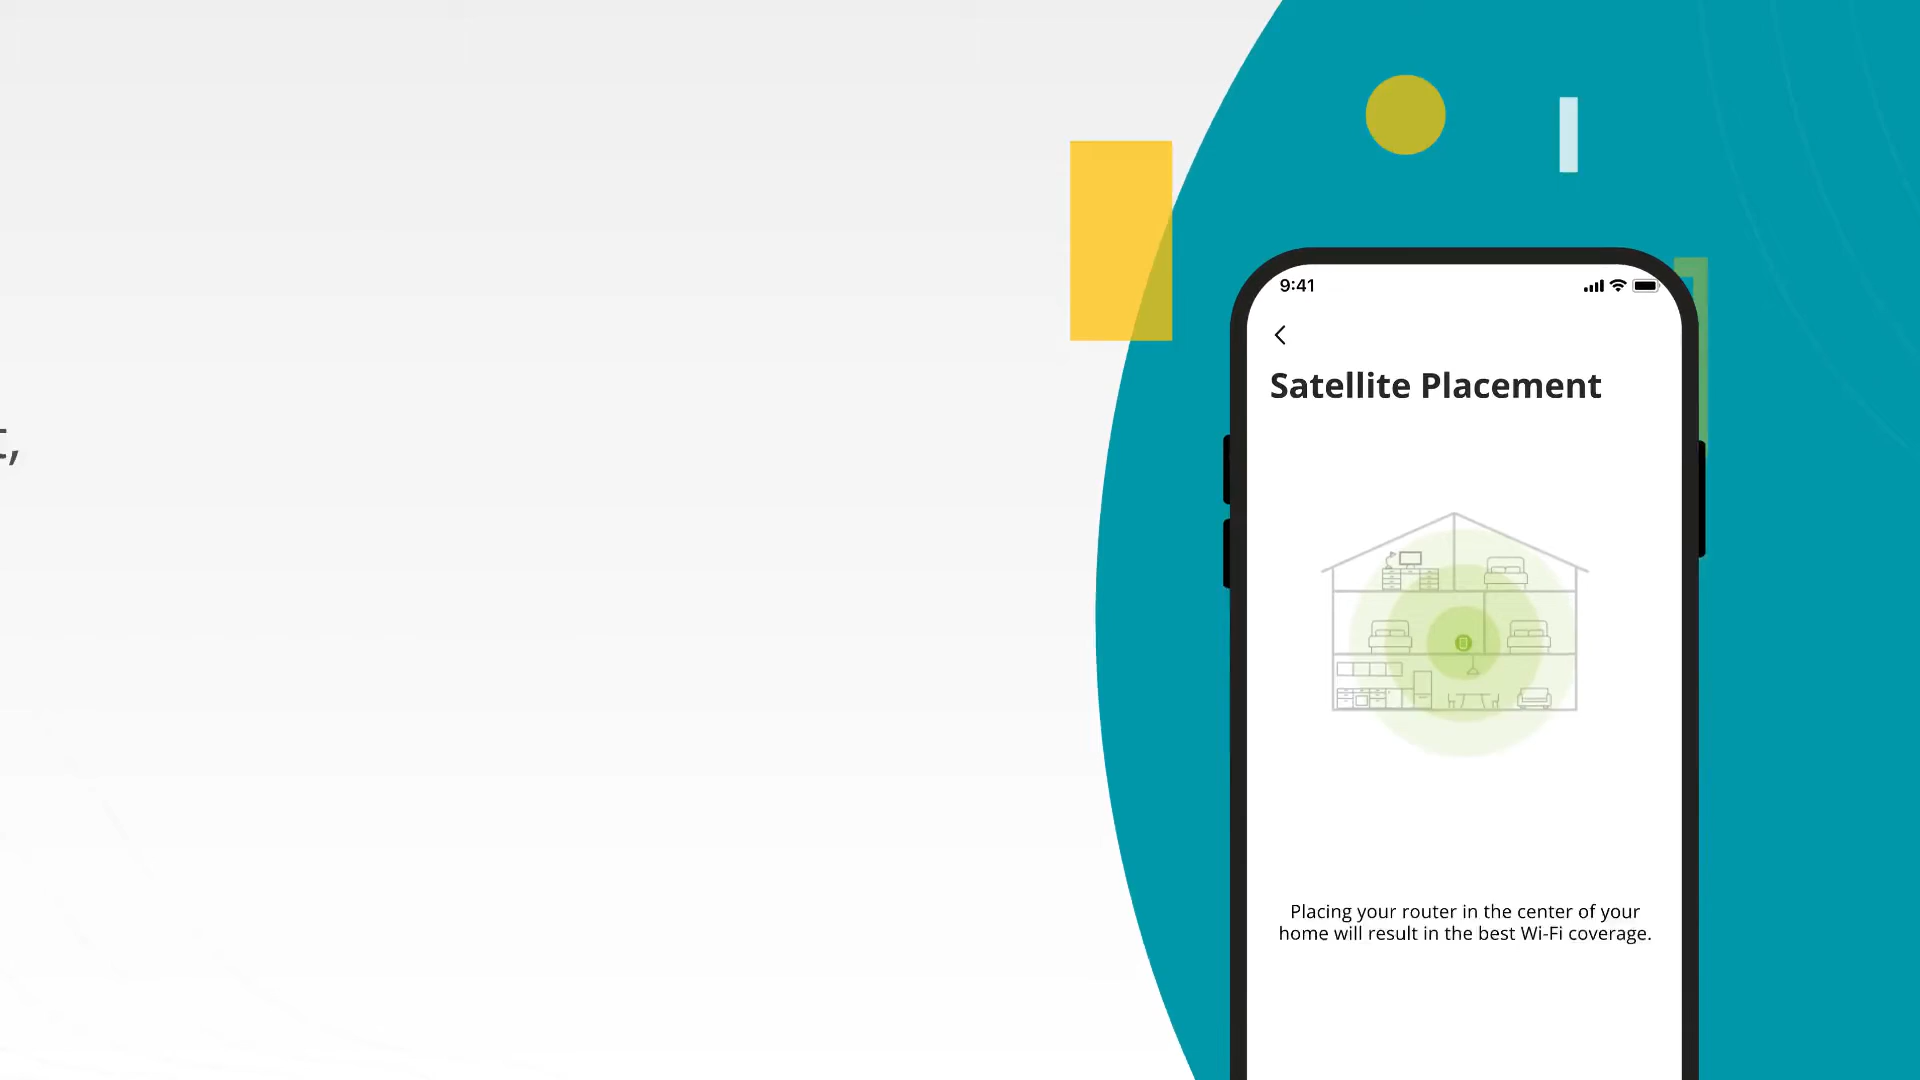 9:41
Satellite Placement
Placing your router in the center of your
home will result in the best Wi-Fi coverage.